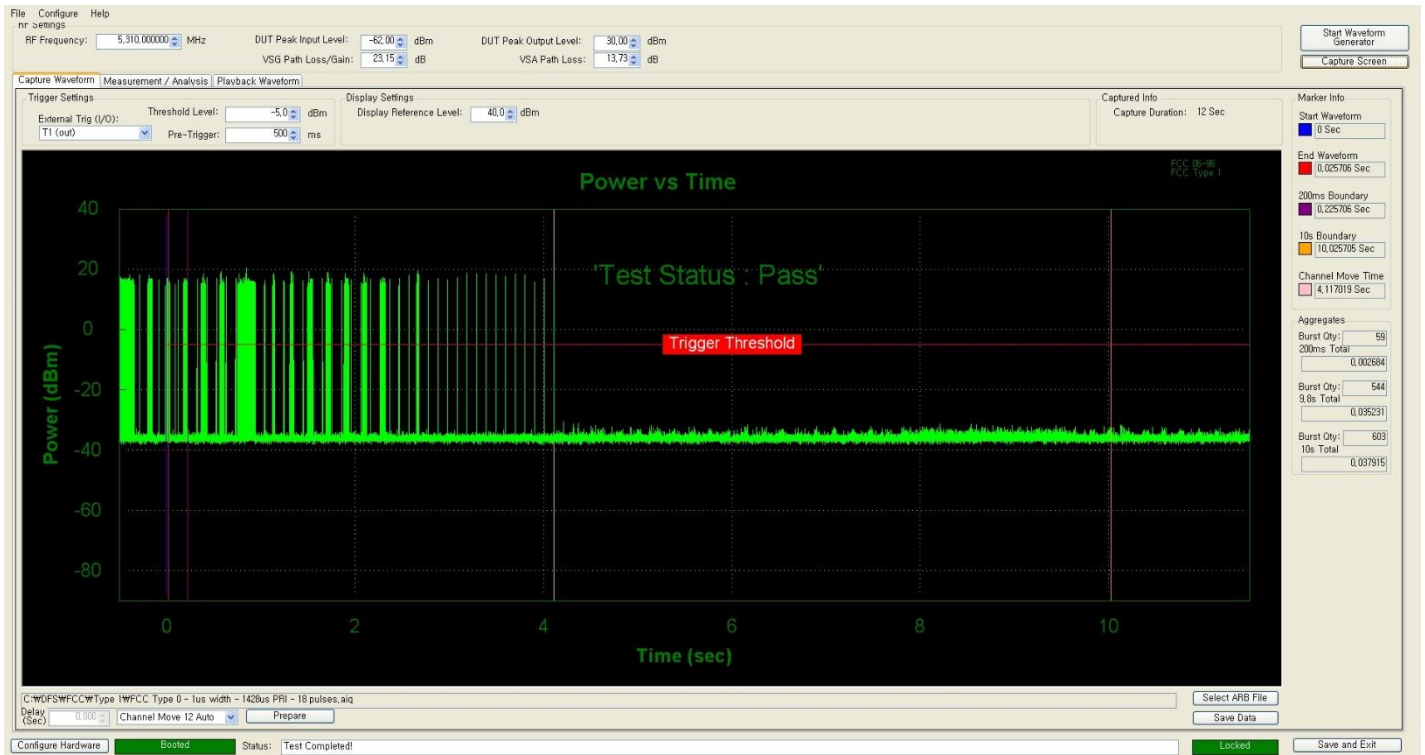 File Configure Help
RF Settings
RF Frequency: 5,310,000000 MHz
DUT Peak Input Level: -62,00 dBm
DUT Peak Output Level: 30,00 dBm
VSG Path Loss/Gain: 23,15 dB
VSA Path Loss: 13,73 dB
Start Waveform
Generator
Capture Screen
Capture Waveform Measurement / Analysis Playback Waveform
Trigger Settings
External Trig (I/O):
T1 (out)
Threshold Level: -5,0 dBm
Pre-Trigger: 500 ms
Display Settings
Display Reference Level: 40,0 dBm
Captured Info
Capture Duration: 12 Sec
Marker Info
Start Waveform
0 Sec
End Waveform
0,025706 Sec
200ms Boundary
0,225706 Sec
10s Boundary
10,025705 Sec
Channel Move Time
4,117019 Sec
Aggregates
Burst Qty: 59
200ms Total
0,002684
Burst Qty: 544
9,8s Total
0,035231
Burst Qty: 603
10s Total
0,037915
FCC 06-96
FCC Type 1
Power vs Time
'Test Status : Pass'
Trigger Threshold
Power (dBm)
40
20
0
-20
-40
-60
-80
0 2 4 6 8 10
Time (sec)
C:₩DFS₩FCC₩Type 1₩FCC Type 0 - 1us width - 1428us PRI - 18 pulses,aiq
Select ARB File
Delay
(Sec) 0,000
Channel Move 12 Auto
Prepare
Save Data
Configure Hardware
Booted
Status: Test Completed!
Locked
Save and Exit